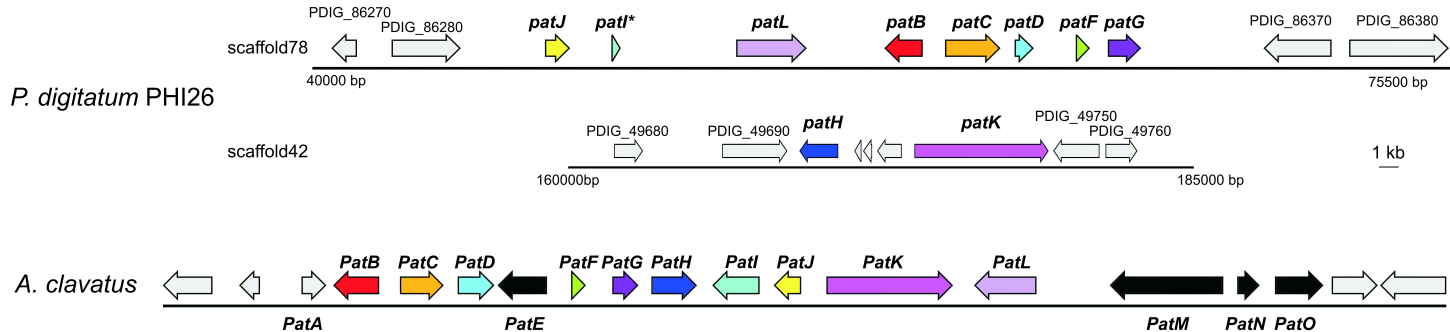 PDIG_86270
PDIG_86280
patJ
patI*
patL
patB
patC
patD
patF
patG
PDIG_86370
PDIG_86380
scaffold78
40000 bp
75500 bp
P. digitatum PHI26
PDIG_49680
PDIG_49690
patH
patK
PDIG_49750
PDIG_49760
scaffold42
1 kb
160000bp
185000 bp
A. clavatus
PatB
PatC
PatD
PatF
PatG
PatH
PatI
PatJ
PatK
PatL
PatA
PatE
PatM
PatN
PatO